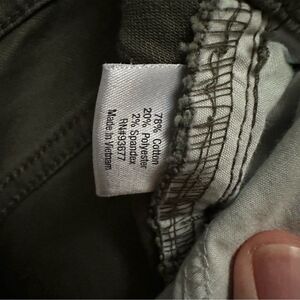 78% Cotton
20% Polyester
2% Spandex
RN#93677
Made In Vietnam